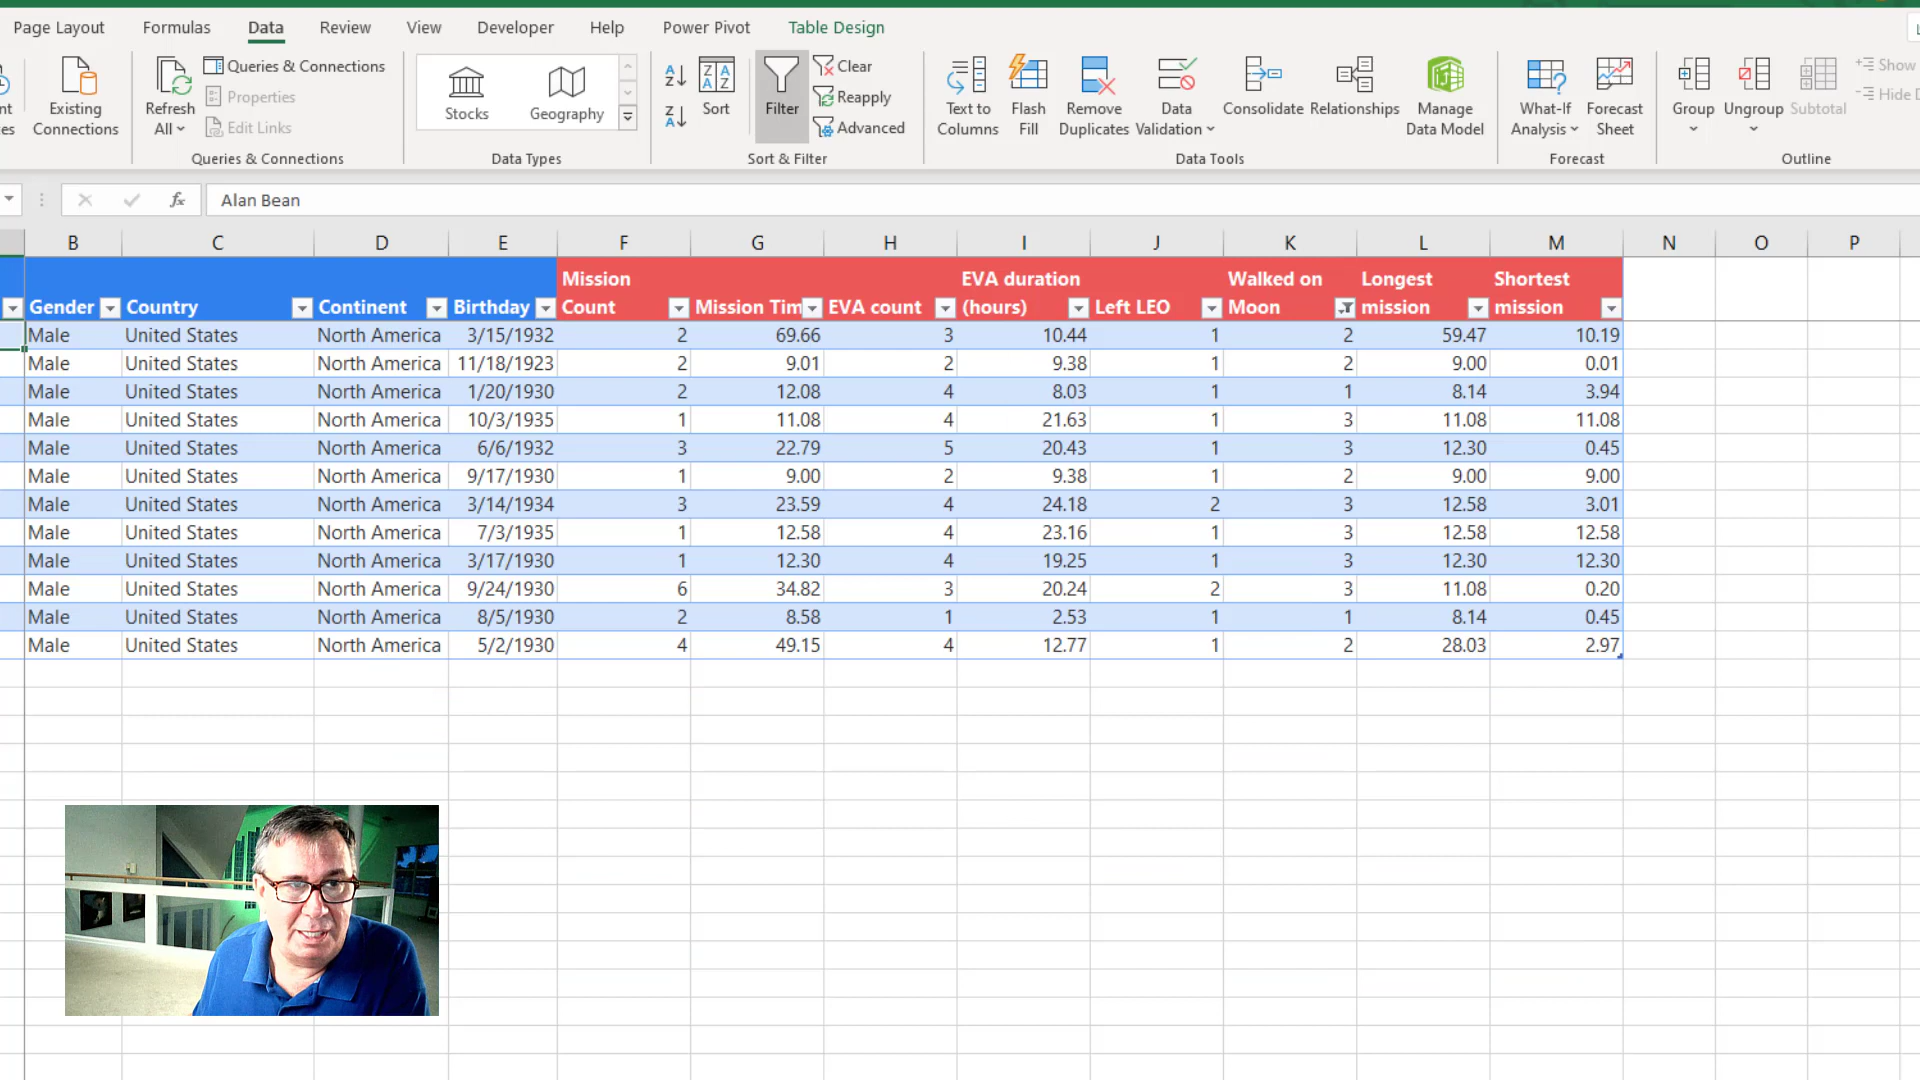 Page Layout Formulas Data Review View Developer Help Power Pivot Table Design
Existing Connections
Refresh All
Queries & Connections
Properties
Edit Links
Queries & Connections
Stocks Geography
Data Types
Sort
Filter
Clear
Reapply
Advanced
Sort & Filter
Text to Columns
Flash Fill
Remove Duplicates
Data Validation
Consolidate
Relationships
Manage Data Model
Data Tools
What-If Analysis
Forecast Sheet
Forecast
Group
Ungroup
Subtotal
Show
Hide
Outline
fx Alan Bean
B C D E F G H I J K L M N O P
Gender Country Continent Birthday Mission Count Mission Tim EVA count EVA duration (hours) Left LEO Walked on Moon Longest mission Shortest mission
Male United States North America 3/15/1932 2 69.66 3 10.44 1 2 59.47 10.19
Male United States North America 11/18/1923 2 9.01 2 9.38 1 2 9.00 0.01
Male United States North America 1/20/1930 2 12.08 4 8.03 1 1 8.14 3.94
Male United States North America 10/3/1935 1 11.08 4 21.63 1 3 11.08 11.08
Male United States North America 6/6/1932 3 22.79 5 20.43 1 3 12.30 0.45
Male United States North America 9/17/1930 1 9.00 2 9.38 1 2 9.00 9.00
Male United States North America 3/14/1934 3 23.59 4 24.18 2 3 12.58 3.01
Male United States North America 7/3/1935 1 12.58 4 23.16 1 3 12.58 12.58
Male United States North America 3/17/1930 1 12.30 4 19.25 1 3 12.30 12.30
Male United States North America 9/24/1930 6 34.82 3 20.24 2 3 11.08 0.20
Male United States North America 8/5/1930 2 8.58 1 2.53 1 1 8.14 0.45
Male United States North America 5/2/1930 4 49.15 4 12.77 1 2 28.03 2.97